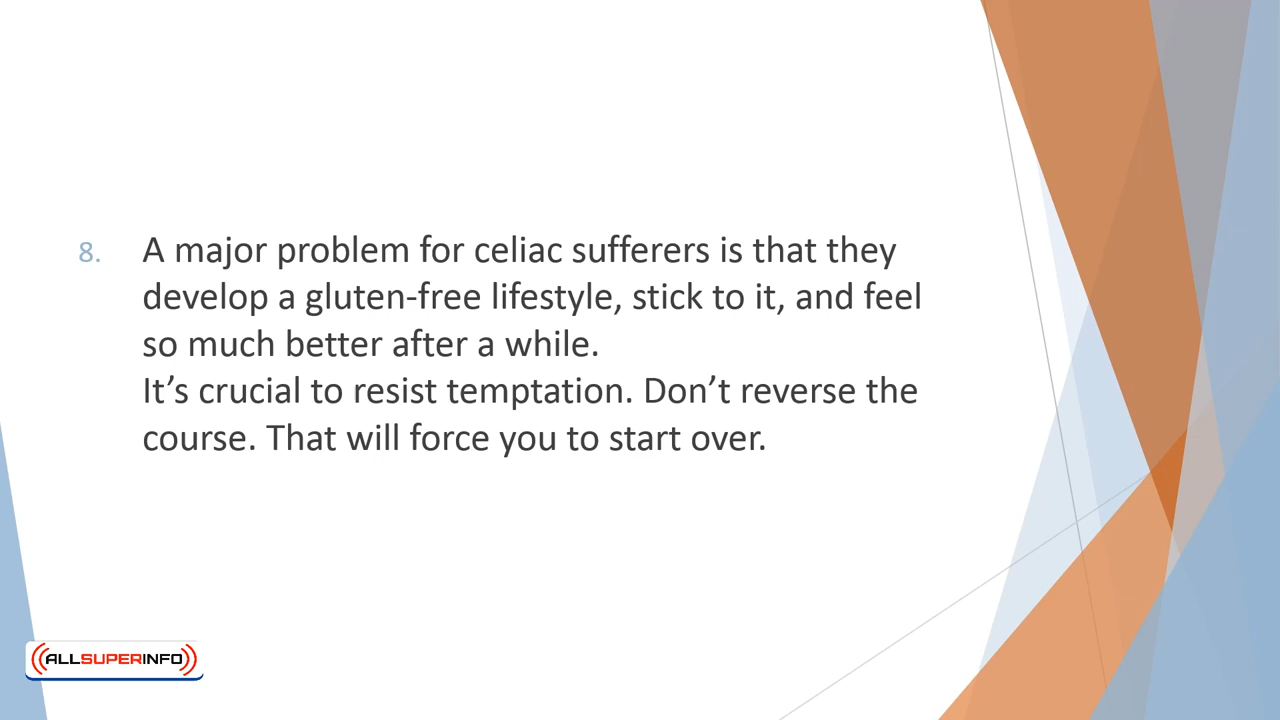 8. A major problem for celiac sufferers is that they
develop a gluten-free lifestyle, stick to it, and feel
so much better after a while.
It’s crucial to resist temptation. Don’t reverse the
course. That will force you to start over.
ALLSUPERINFO